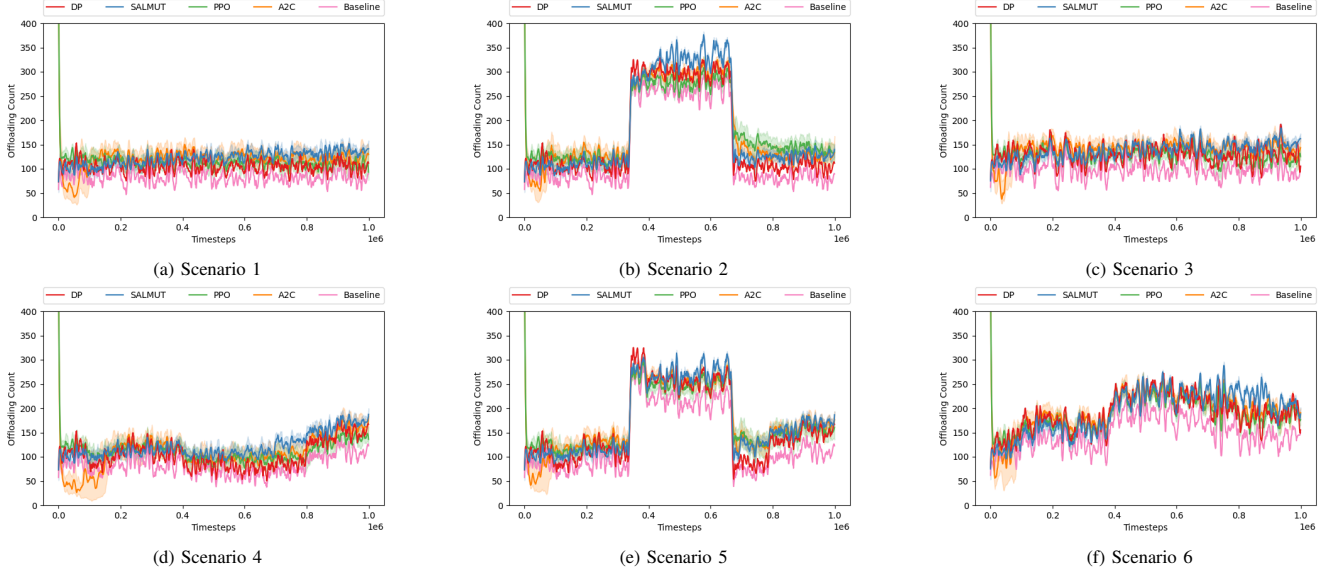 DP SALMUT PPO A2C Baseline
400
350
300
250
200
150
100
50
0
Offloading Count
0.0 0.2 0.4 0.6 0.8 1.0
Timesteps
1e6
(a) Scenario 1
DP SALMUT PPO A2C Baseline
400
350
300
250
200
150
100
50
0
Offloading Count
0.0 0.2 0.4 0.6 0.8 1.0
Timesteps
1e6
(b) Scenario 2
DP SALMUT PPO A2C Baseline
400
350
300
250
200
150
100
50
0
Offloading Count
0.0 0.2 0.4 0.6 0.8 1.0
Timesteps
1e6
(c) Scenario 3
DP SALMUT PPO A2C Baseline
400
350
300
250
200
150
100
50
0
Offloading Count
0.0 0.2 0.4 0.6 0.8 1.0
Timesteps
1e6
(d) Scenario 4
DP SALMUT PPO A2C Baseline
400
350
300
250
200
150
100
50
0
Offloading Count
0.0 0.2 0.4 0.6 0.8 1.0
Timesteps
1e6
(e) Scenario 5
DP SALMUT PPO A2C Baseline
400
350
300
250
200
150
100
50
0
Offloading Count
0.0 0.2 0.4 0.6 0.8 1.0
Timesteps
1e6
(f) Scenario 6